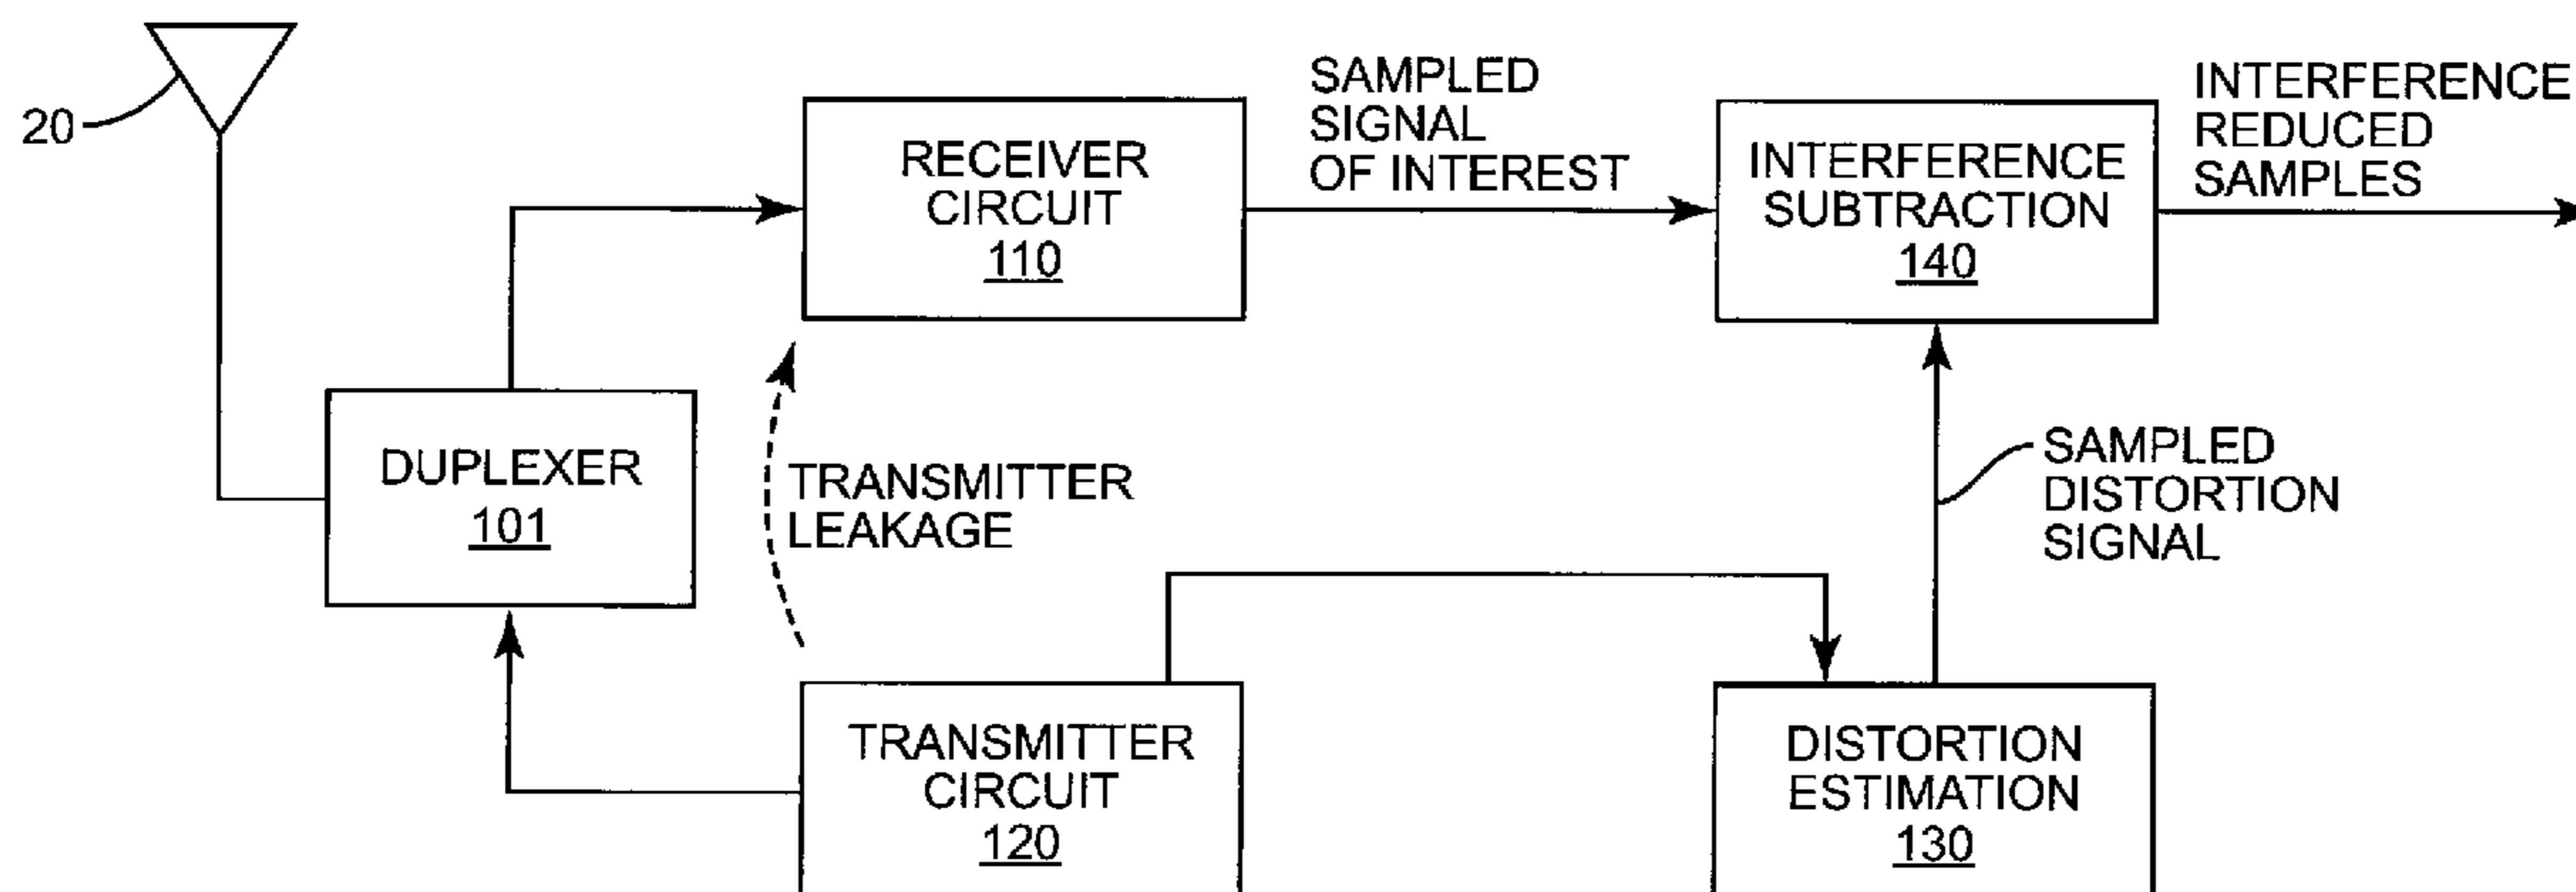 20
RECEIVER
CIRCUIT
110
SAMPLED
SIGNAL
OF INTEREST
INTERFERENCE
SUBTRACTION
140
INTERFERENCE
REDUCED
SAMPLES
DUPLEXER
101
TRANSMITTER
LEAKAGE
SAMPLED
DISTORTION
SIGNAL
TRANSMITTER
CIRCUIT
120
DISTORTION
ESTIMATION
130